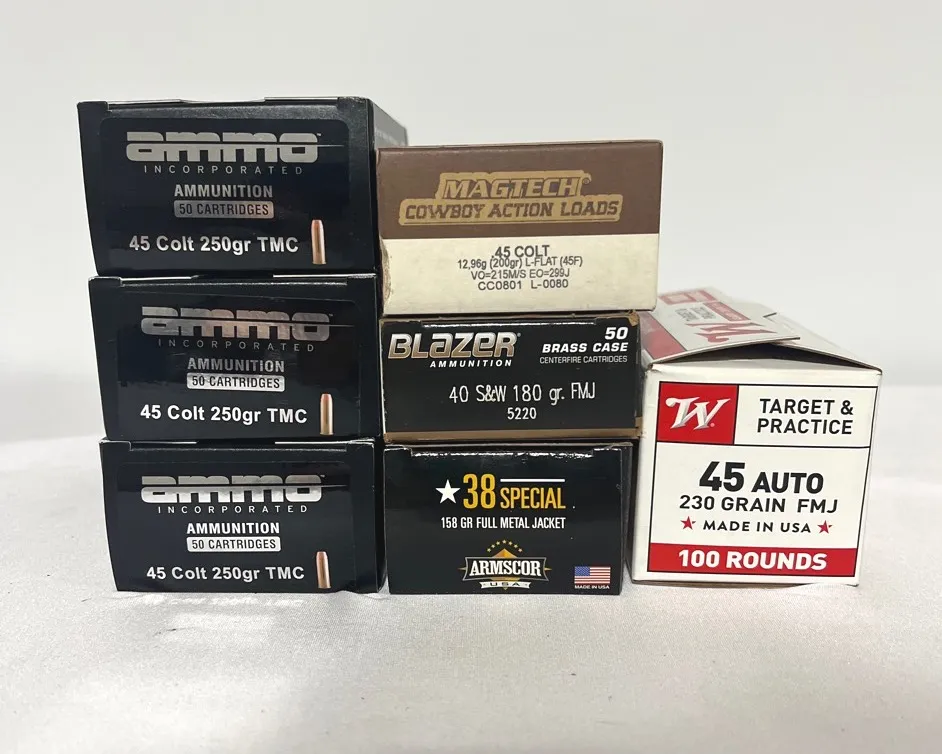 ammo
INCORPORATED
AMMUNITION
50 CARTRIDGES
45 Colt 250gr TMC
ammo
INCORPORATED
AMMUNITION
50 CARTRIDGES
45 Colt 250gr TMC
ammo
INCORPORATED
AMMUNITION
50 CARTRIDGES
45 Colt 250gr TMC
MAGTECH®
COWBOY ACTION LOADS
.45 COLT
12,96g (200gr) L-FLAT (45F)
VO=215M/S EO=299J
CC0801 L-0080
BLAZER®
AMMUNITION
50
BRASS CASE
CENTERFIRE CARTRIDGES
40 S&W 180 gr. FMJ
5220
38 SPECIAL
158 GR FULL METAL JACKET
ARMSCOR
USA
MADE IN USA
W
TARGET &
PRACTICE
45 AUTO
230 GRAIN FMJ
MADE IN USA
100 ROUNDS